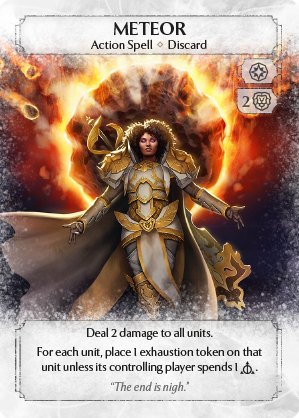 METEOR
Action Spell ⋄ Discard
2
Deal 2 damage to all units.
For each unit, place 1 exhaustion token on that
unit unless its controlling player spends 1 .
"The end is nigh."